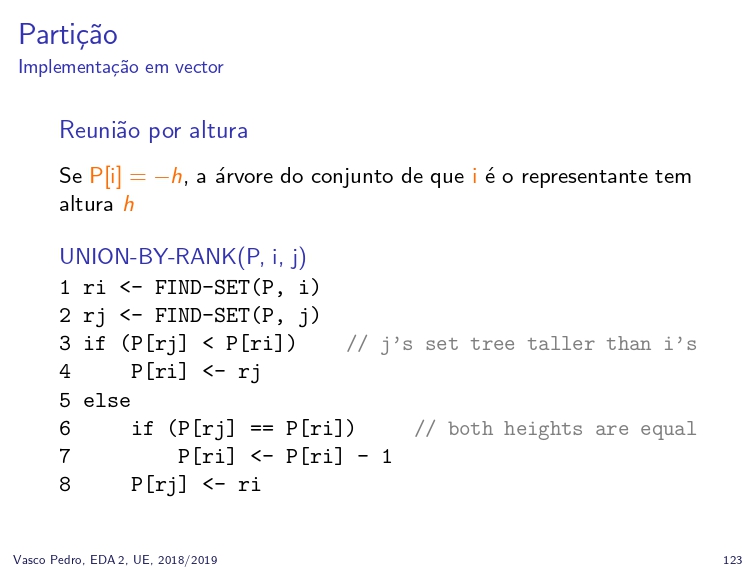 Partição
Implementação em vector
Reunião por altura
Se P[i] = −h, a árvore do conjunto de que i é o representante tem
altura h
UNION-BY-RANK(P, i, j)
1 ri <- FIND-SET(P, i)
2 rj <- FIND-SET(P, j)
3 if (P[rj] < P[ri])    // j's set tree taller than i's
4     P[ri] <- rj
5 else
6     if (P[rj] == P[ri])     // both heights are equal
7         P[ri] <- P[ri] - 1
8     P[rj] <- ri
Vasco Pedro, EDA 2, UE, 2018/2019 123